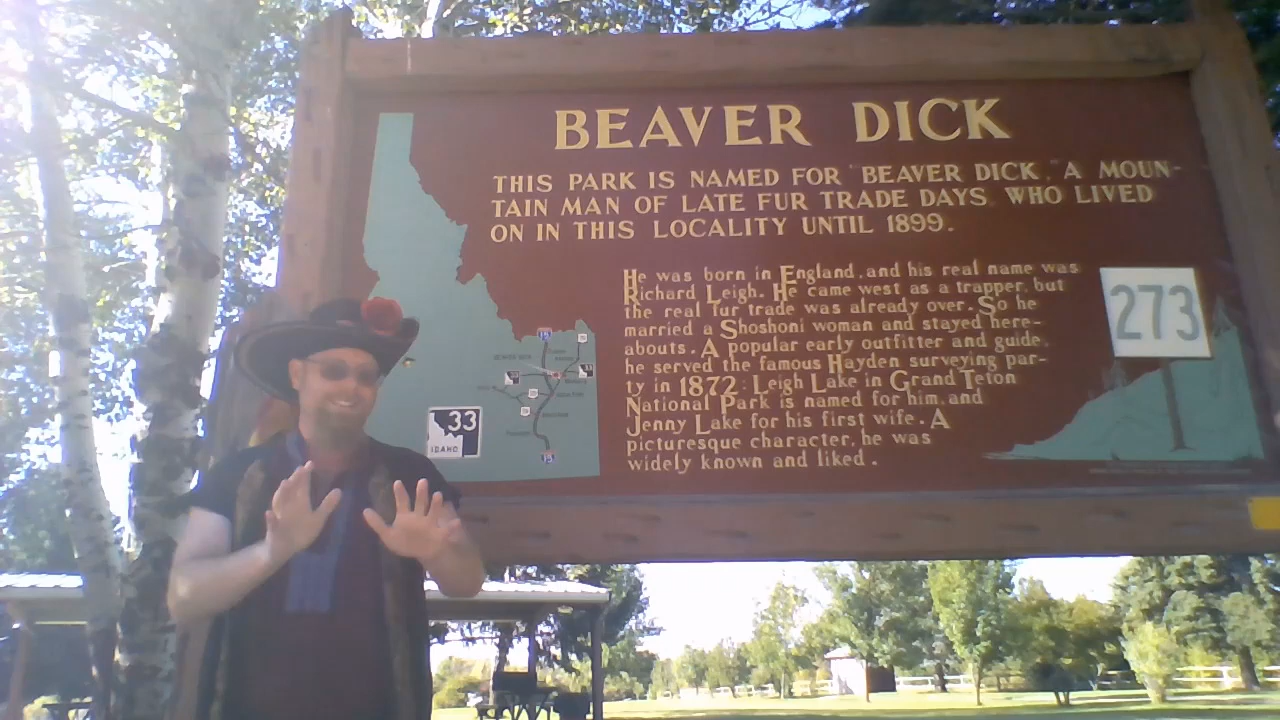 BEAVER DICK
THIS PARK IS NAMED FOR "BEAVER DICK," A MOUN-
TAIN MAN OF LATE FUR TRADE DAYS WHO LIVED
ON IN THIS LOCALITY UNTIL 1899.
He was born in England, and his real name was
Richard Leigh. He came west as a trapper, but
the real fur trade was already over. So he
married a Shoshoni woman and stayed here-
abouts. A popular early outfitter and guide,
he served the famous Hayden surveying par-
ty in 1872: Leigh Lake in Grand Teton
National Park is named for him, and
Jenny Lake for his first wife. A
picturesque character, he was
widely known and liked.
273
33
IDAHO